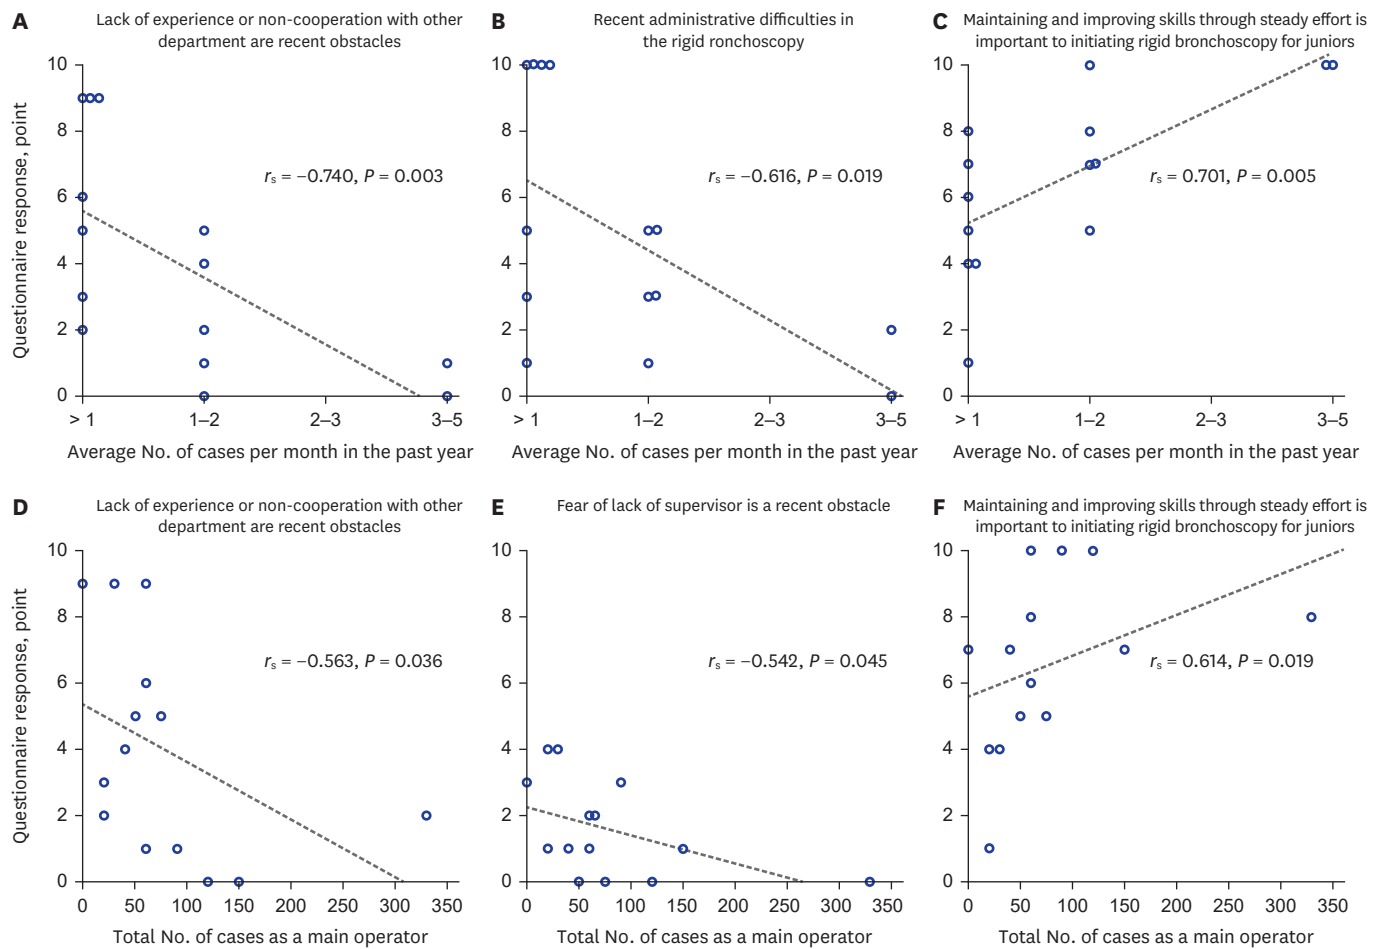 A
Lack of experience or non-cooperation with other
department are recent obstacles
Questionnaire response, point
10
8
6
4
2
0
rs = −0.740, P = 0.003
> 1
1–2
2–3
3–5
Average No. of cases per month in the past year
B
Recent administrative difficulties in
the rigid ronchoscopy
10
8
6
4
2
0
rs = −0.616, P = 0.019
> 1
1–2
2–3
3–5
Average No. of cases per month in the past year
C
Maintaining and improving skills through steady effort is
important to initiating rigid bronchoscopy for juniors
10
8
6
4
2
0
rs = 0.701, P = 0.005
> 1
1–2
2–3
3–5
Average No. of cases per month in the past year
D
Lack of experience or non-cooperation with other
department are recent obstacles
Questionnaire response, point
10
8
6
4
2
0
rs = −0.563, P = 0.036
0 50 100 150 200 250 300 350
Total No. of cases as a main operator
E
Fear of lack of supervisor is a recent obstacle
10
8
6
4
2
0
rs = −0.542, P = 0.045
0 50 100 150 200 250 300 350
Total No. of cases as a main operator
F
Maintaining and improving skills through steady effort is
important to initiating rigid bronchoscopy for juniors
10
8
6
4
2
0
rs = 0.614, P = 0.019
0 50 100 150 200 250 300 350
Total No. of cases as a main operator